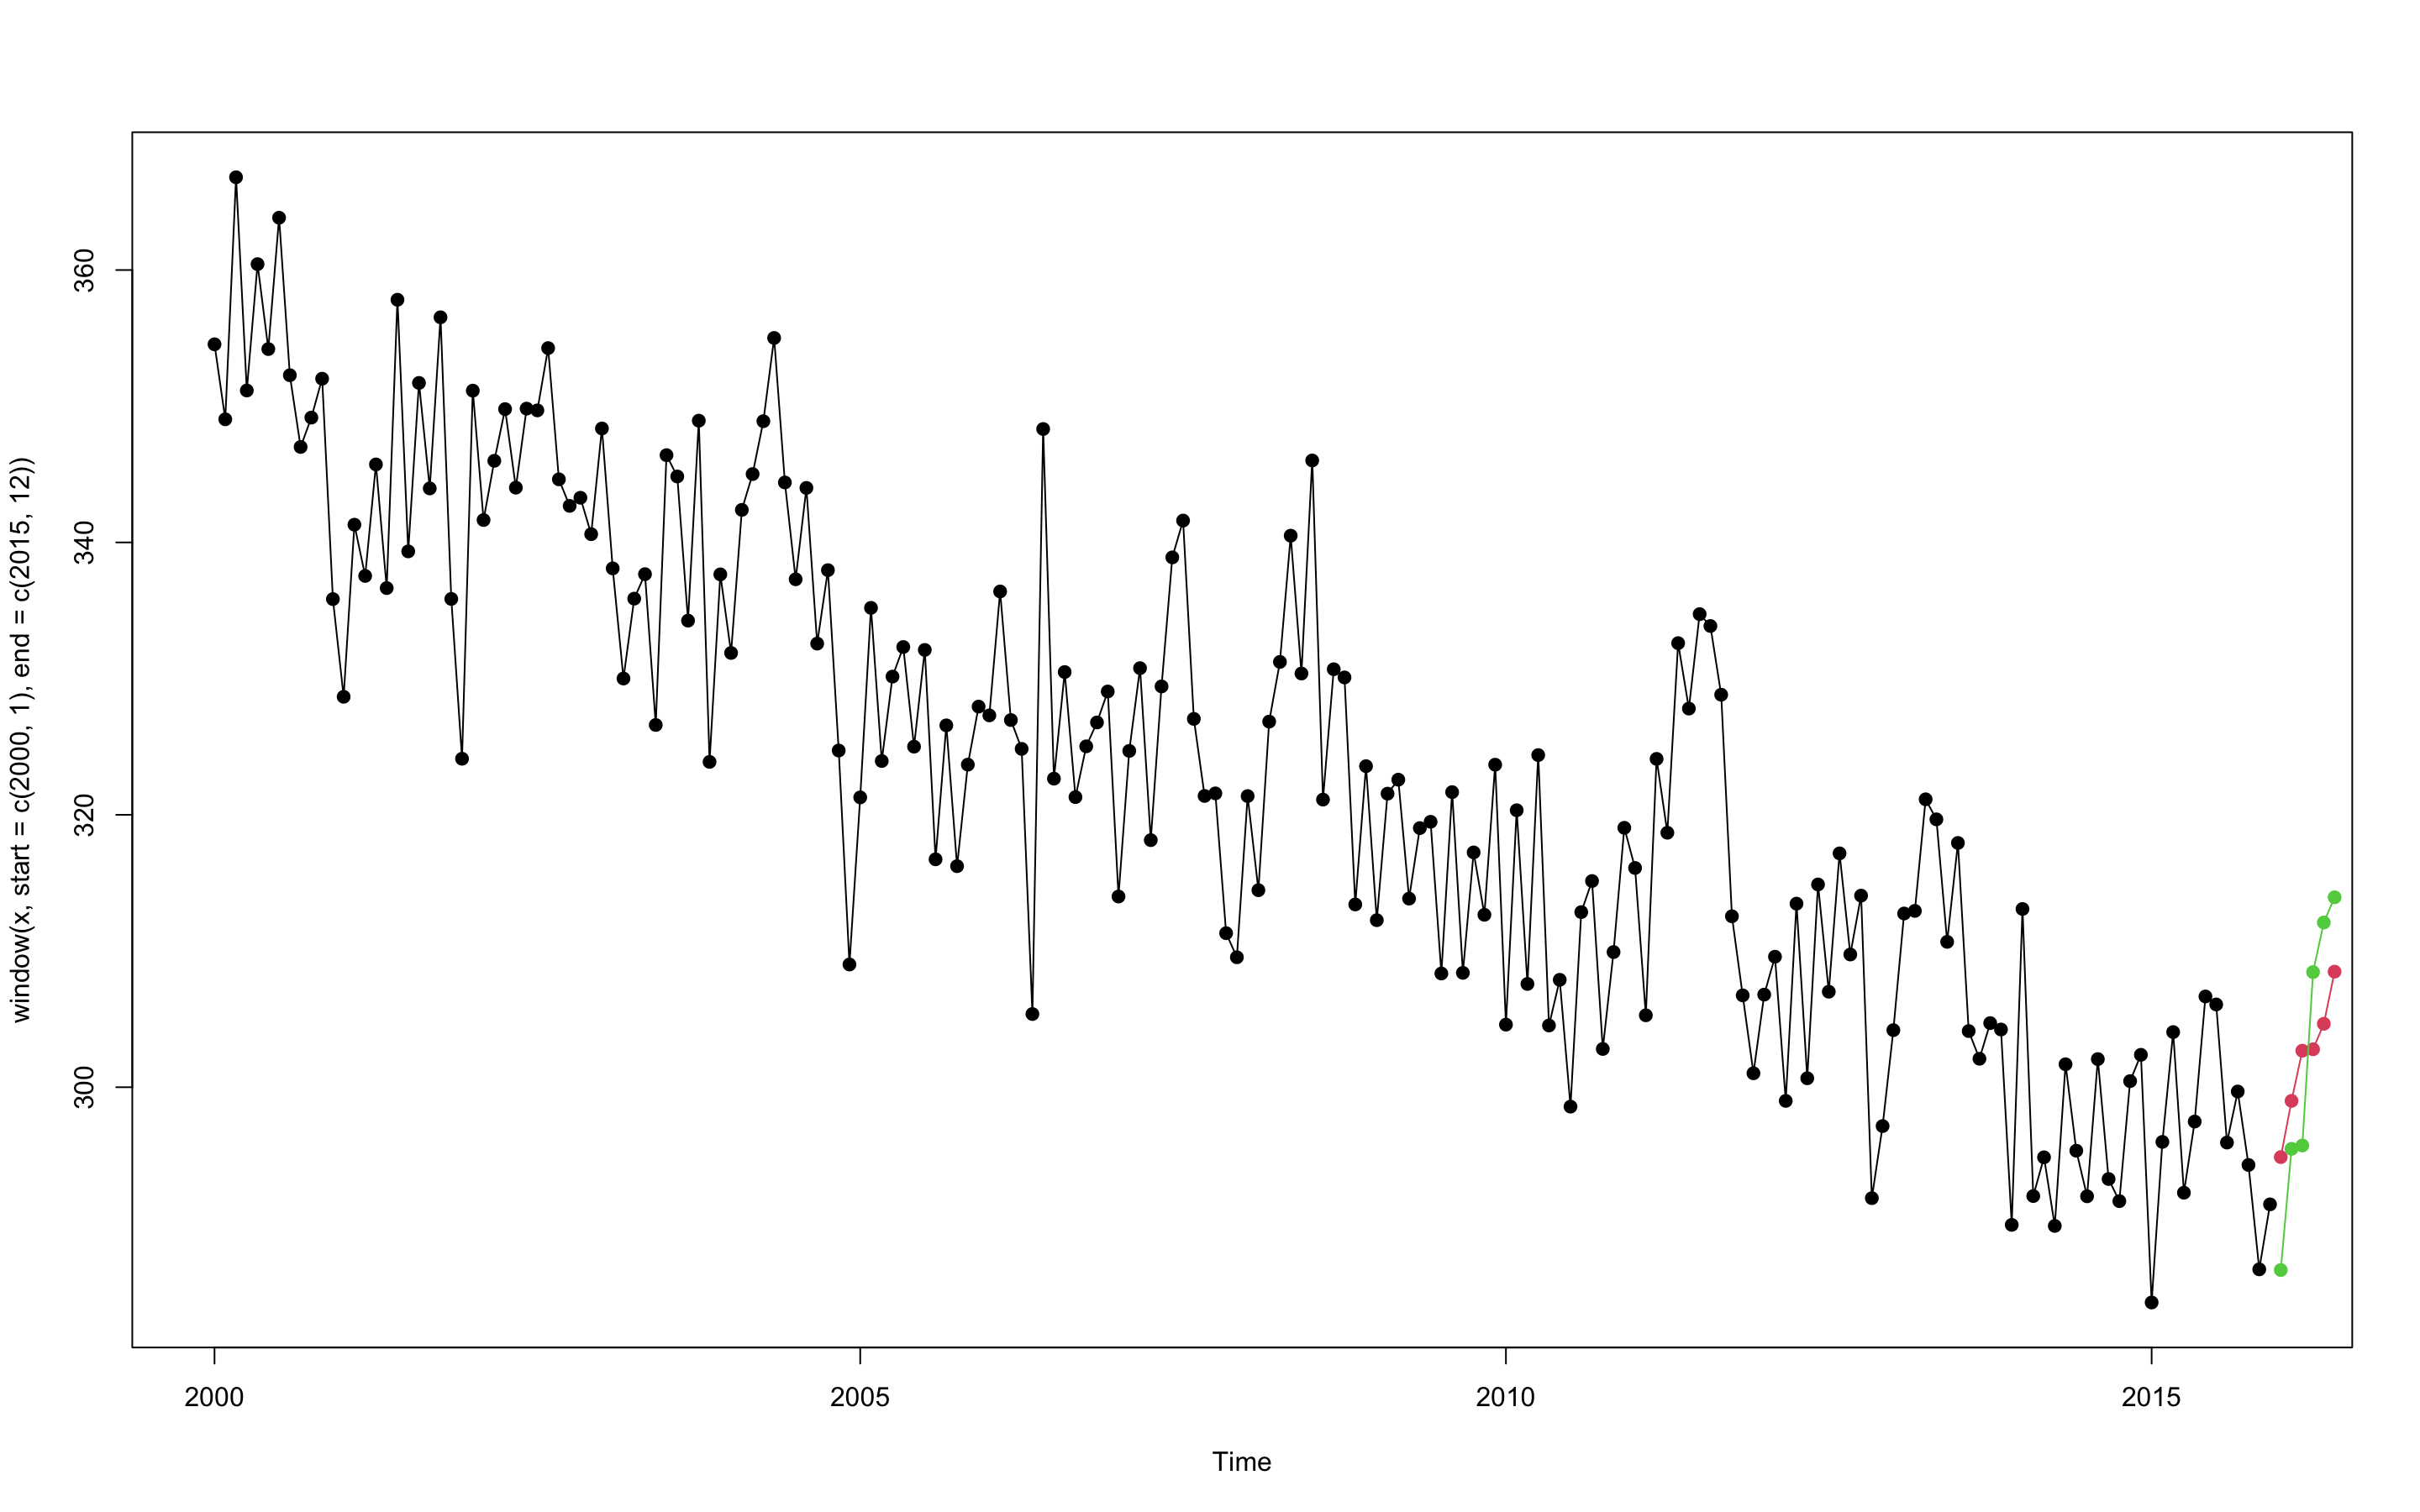 window(x, start = c(2000, 1), end = c(2015, 12))
360
340
320
300
2000 2005 2010 2015
Time